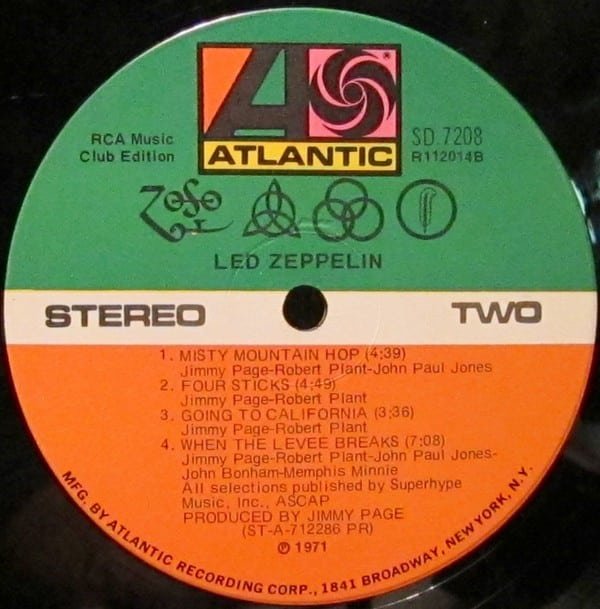 ATLANTIC
RCA Music
Club Edition
SD 7208
R112014B
LED ZEPPELIN
STEREO
TWO
1. MISTY MOUNTAIN HOP (4:39)
Jimmy Page-Robert Plant-John Paul Jones
2. FOUR STICKS (4:49)
Jimmy Page-Robert Plant
3. GOING TO CALIFORNIA (3:36)
Jimmy Page-Robert Plant
4. WHEN THE LEVEE BREAKS (7:08)
Jimmy Page-Robert Plant-John Paul Jones-
John Bonham-Memphis Minnie
All selections published by Superhype
Music, Inc., ASCAP
PRODUCED BY JIMMY PAGE
(ST-A-712286 PR)
℗ 1971
MFG. BY ATLANTIC RECORDING CORP., 1841 BROADWAY, NEW YORK, N.Y.